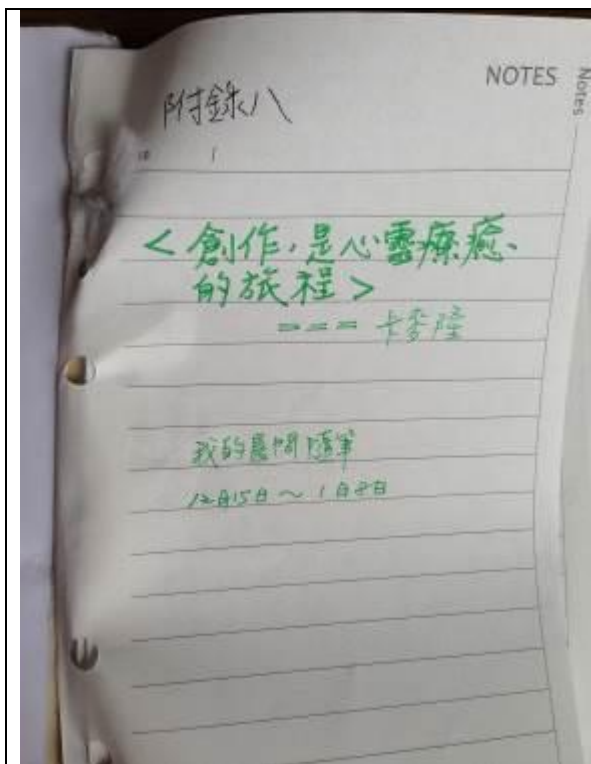 NOTES
Notes
附錄八
<創作,是心靈療癒、
的旅程>
=== 卡麥隆
我的晨間隨筆
12月15日~1月8日